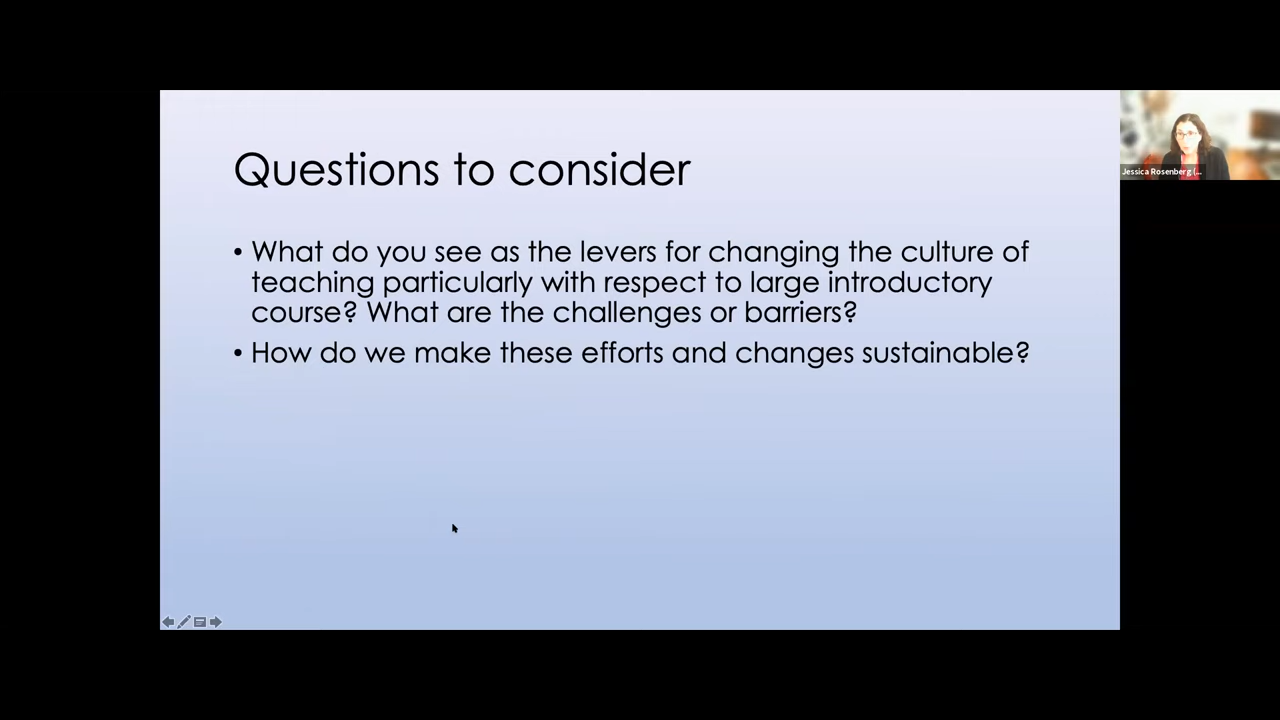 Questions to consider
• What do you see as the levers for changing the culture of
teaching particularly with respect to large introductory
course? What are the challenges or barriers?
• How do we make these efforts and changes sustainable?
Jessica Rosenberg (...